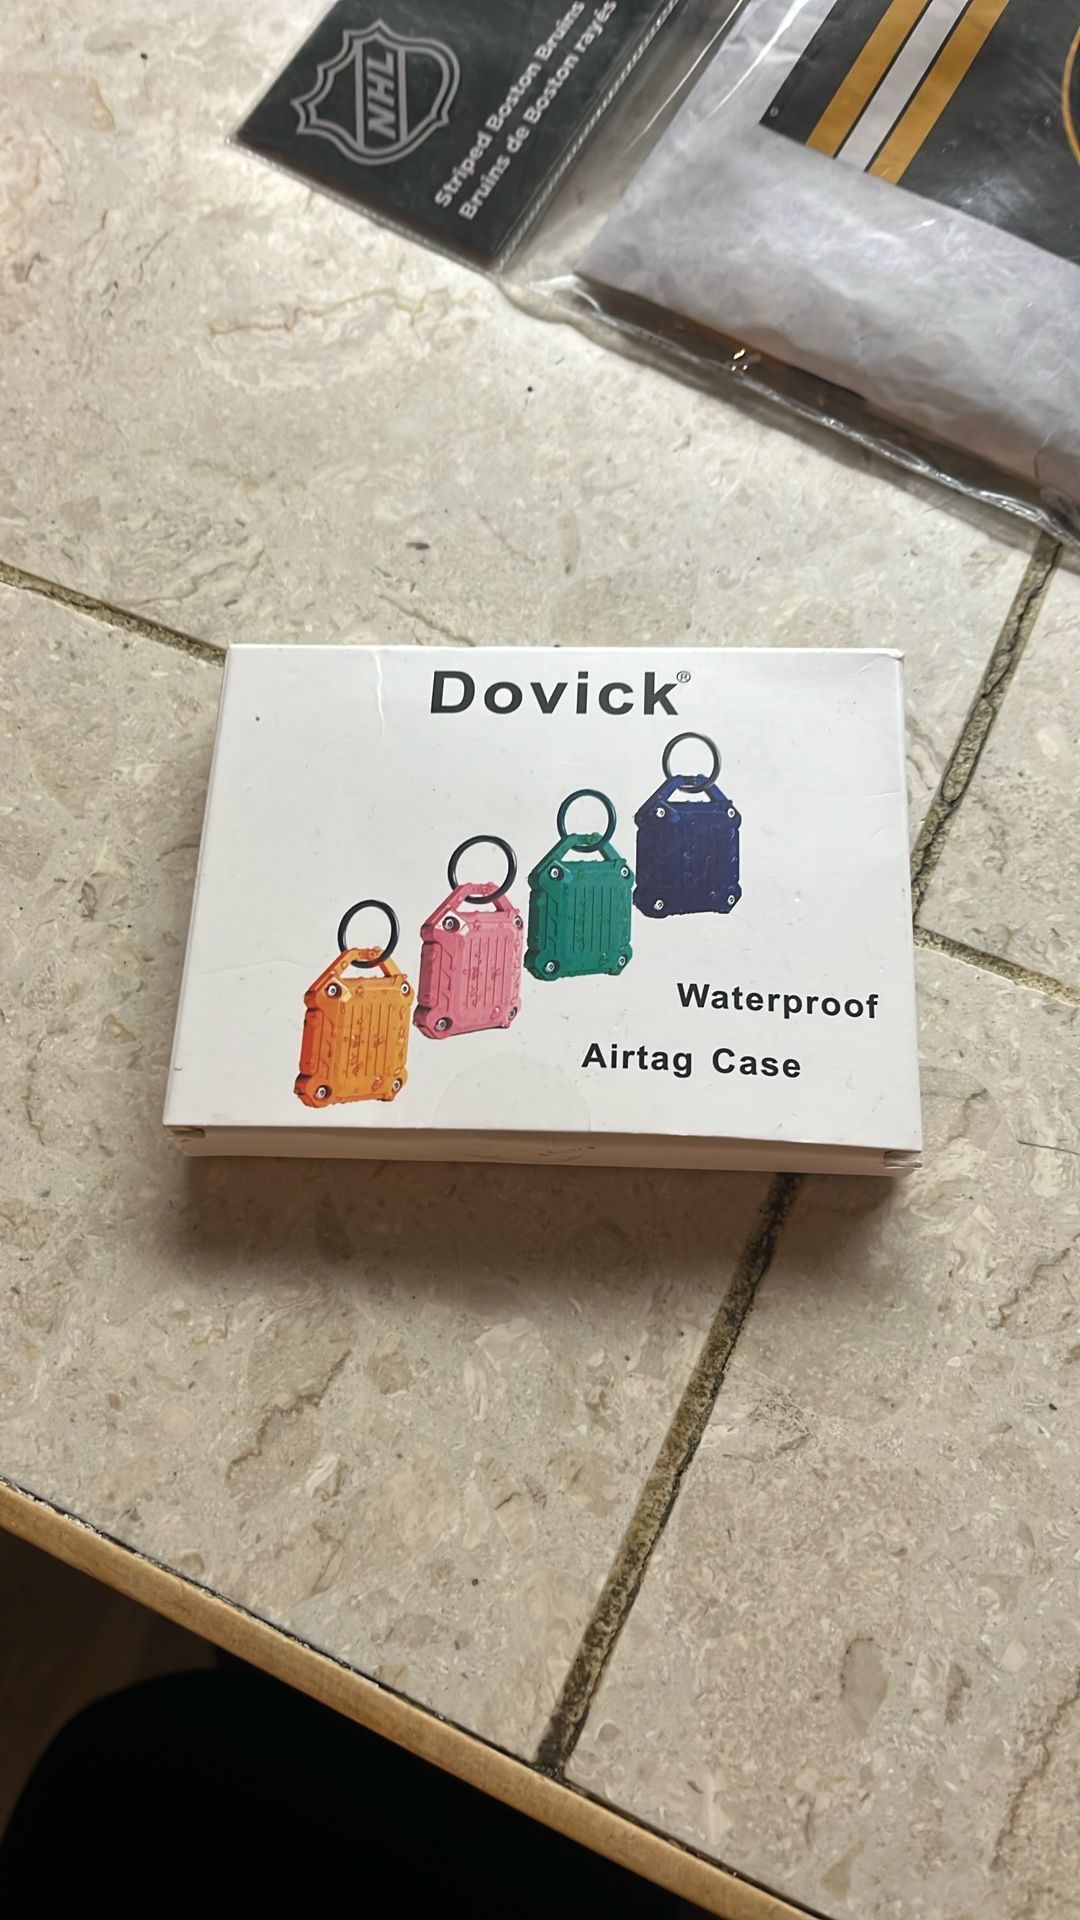 NHL
Striped Boston Bruins
Bruins de Boston rayés
Dovick®
Waterproof
Airtag Case